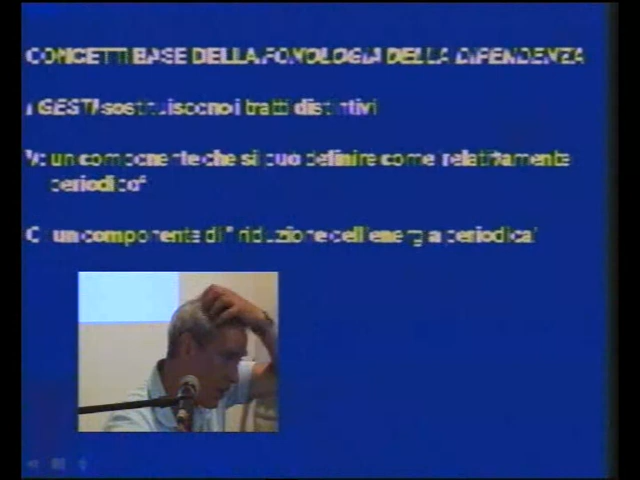 CONCETTI BASE DELLA FONOLOGIA DELLA DIPENDENZA
I GESTI sostituiscono i tratti distintivi
V: un componente che si può definire come "relativamente
periodico"
C: un componente di "riduzione dell'energia periodica"